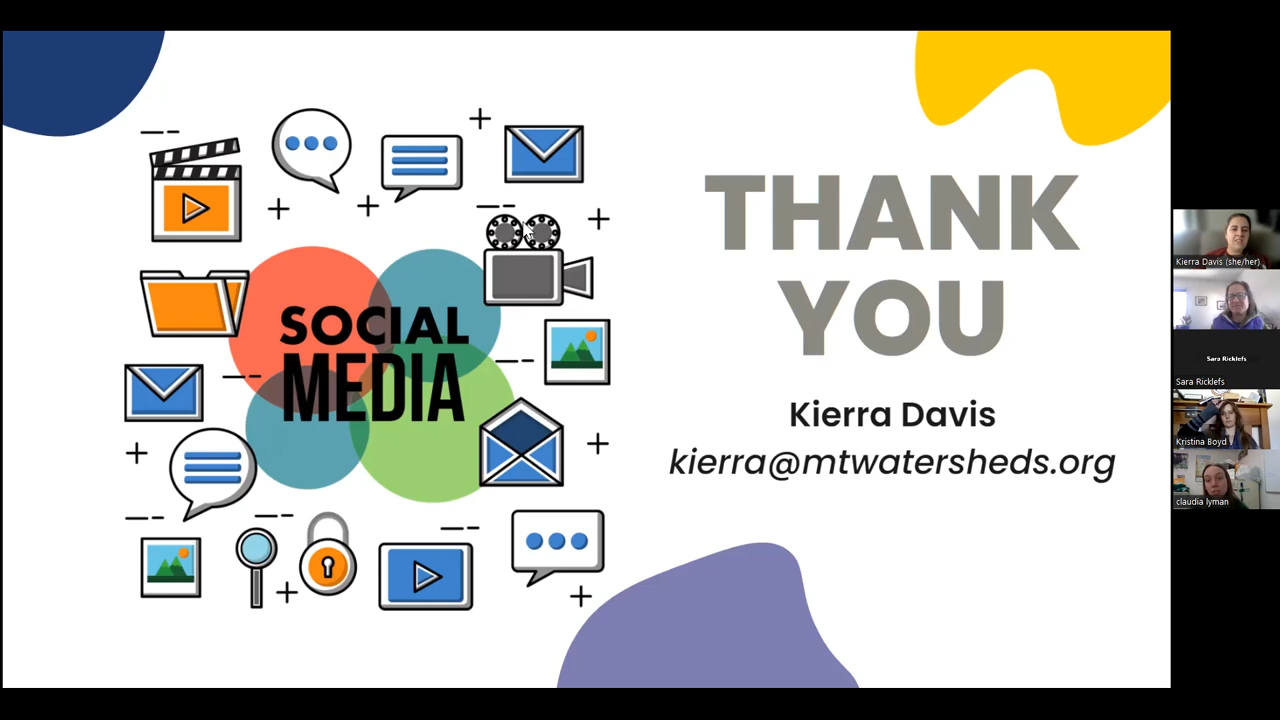 SOCIAL
MEDIA
THANK
YOU
Kierra Davis
kierra@mtwatersheds.org
Kierra Davis (she/her)
Sara Ricklefs
Sara Ricklefs
Kristina Boyd
claudia lyman